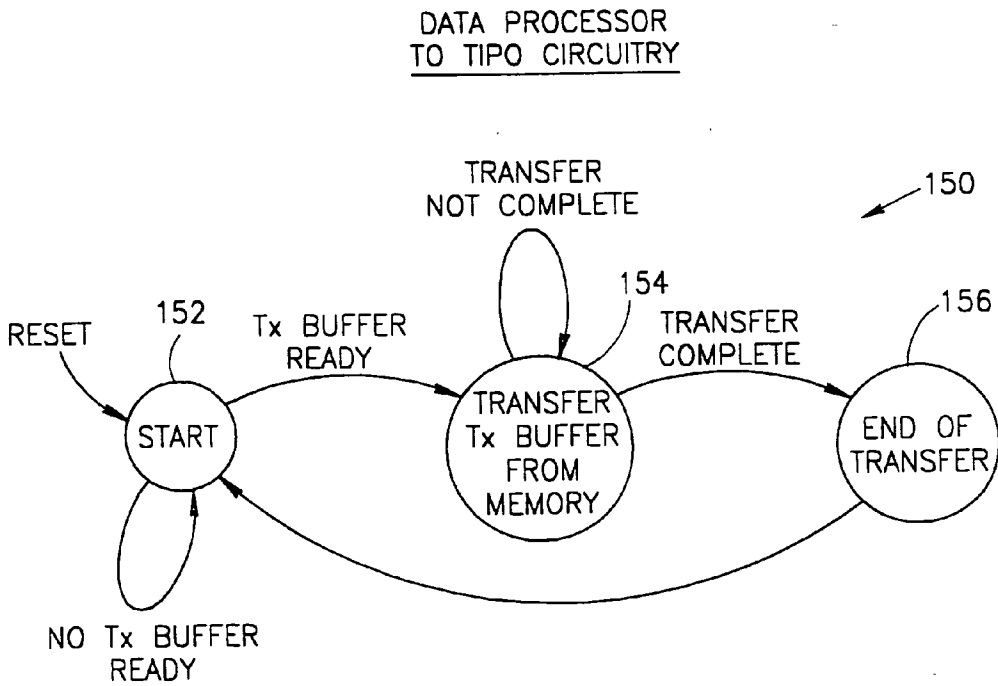 DATA PROCESSOR
TO TIPO CIRCUITRY
TRANSFER
NOT COMPLETE
150
152
154
156
RESET
Tx BUFFER
READY
TRANSFER
COMPLETE
START
TRANSFER
Tx BUFFER
FROM
MEMORY
END OF
TRANSFER
NO Tx BUFFER
READY